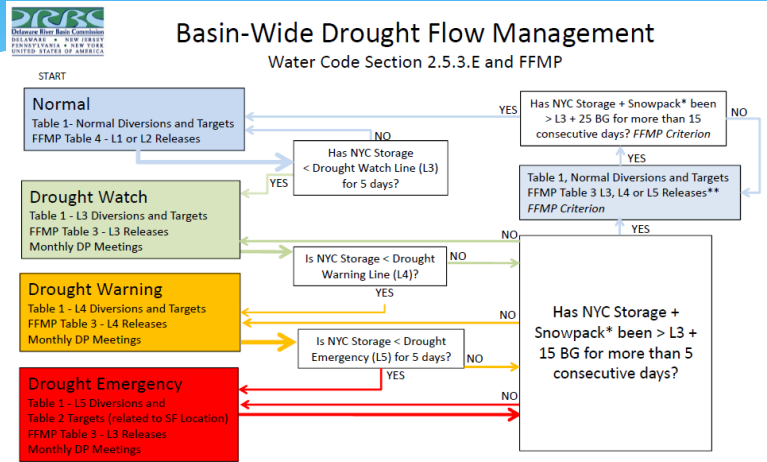 DRBC
Delaware River Basin Commission
DELAWARE • NEW JERSEY
PENNSYLVANIA • NEW YORK
UNITED STATES OF AMERICA
Basin-Wide Drought Flow Management
Water Code Section 2.5.3.E and FFMP
START
Normal
Table 1- Normal Diversions and Targets
FFMP Table 4 - L1 or L2 Releases
NO
Has NYC Storage
< Drought Watch Line (L3)
for 5 days?
YES
YES
Has NYC Storage + Snowpack* been
> L3 + 25 BG for more than 15
consecutive days? FFMP Criterion
NO
YES
Table 1, Normal Diversions and Targets
FFMP Table 3 L3, L4 or L5 Releases**
FFMP Criterion
YES
Drought Watch
Table 1 - L3 Diversions and Targets
FFMP Table 3 - L3 Releases
Monthly DP Meetings
NO
Is NYC Storage < Drought
Warning Line (L4)?
NO
YES
Drought Warning
Table 1 - L4 Diversions and Targets
FFMP Table 3 - L4 Releases
Monthly DP Meetings
NO
Is NYC Storage < Drought
Emergency (L5) for 5 days?
NO
YES
Has NYC Storage +
Snowpack* been > L3 +
15 BG for more than 5
consecutive days?
Drought Emergency
Table 1 - L5 Diversions and
Table 2 Targets (related to SF Location)
FFMP Table 3 - L3 Releases
Monthly DP Meetings
NO